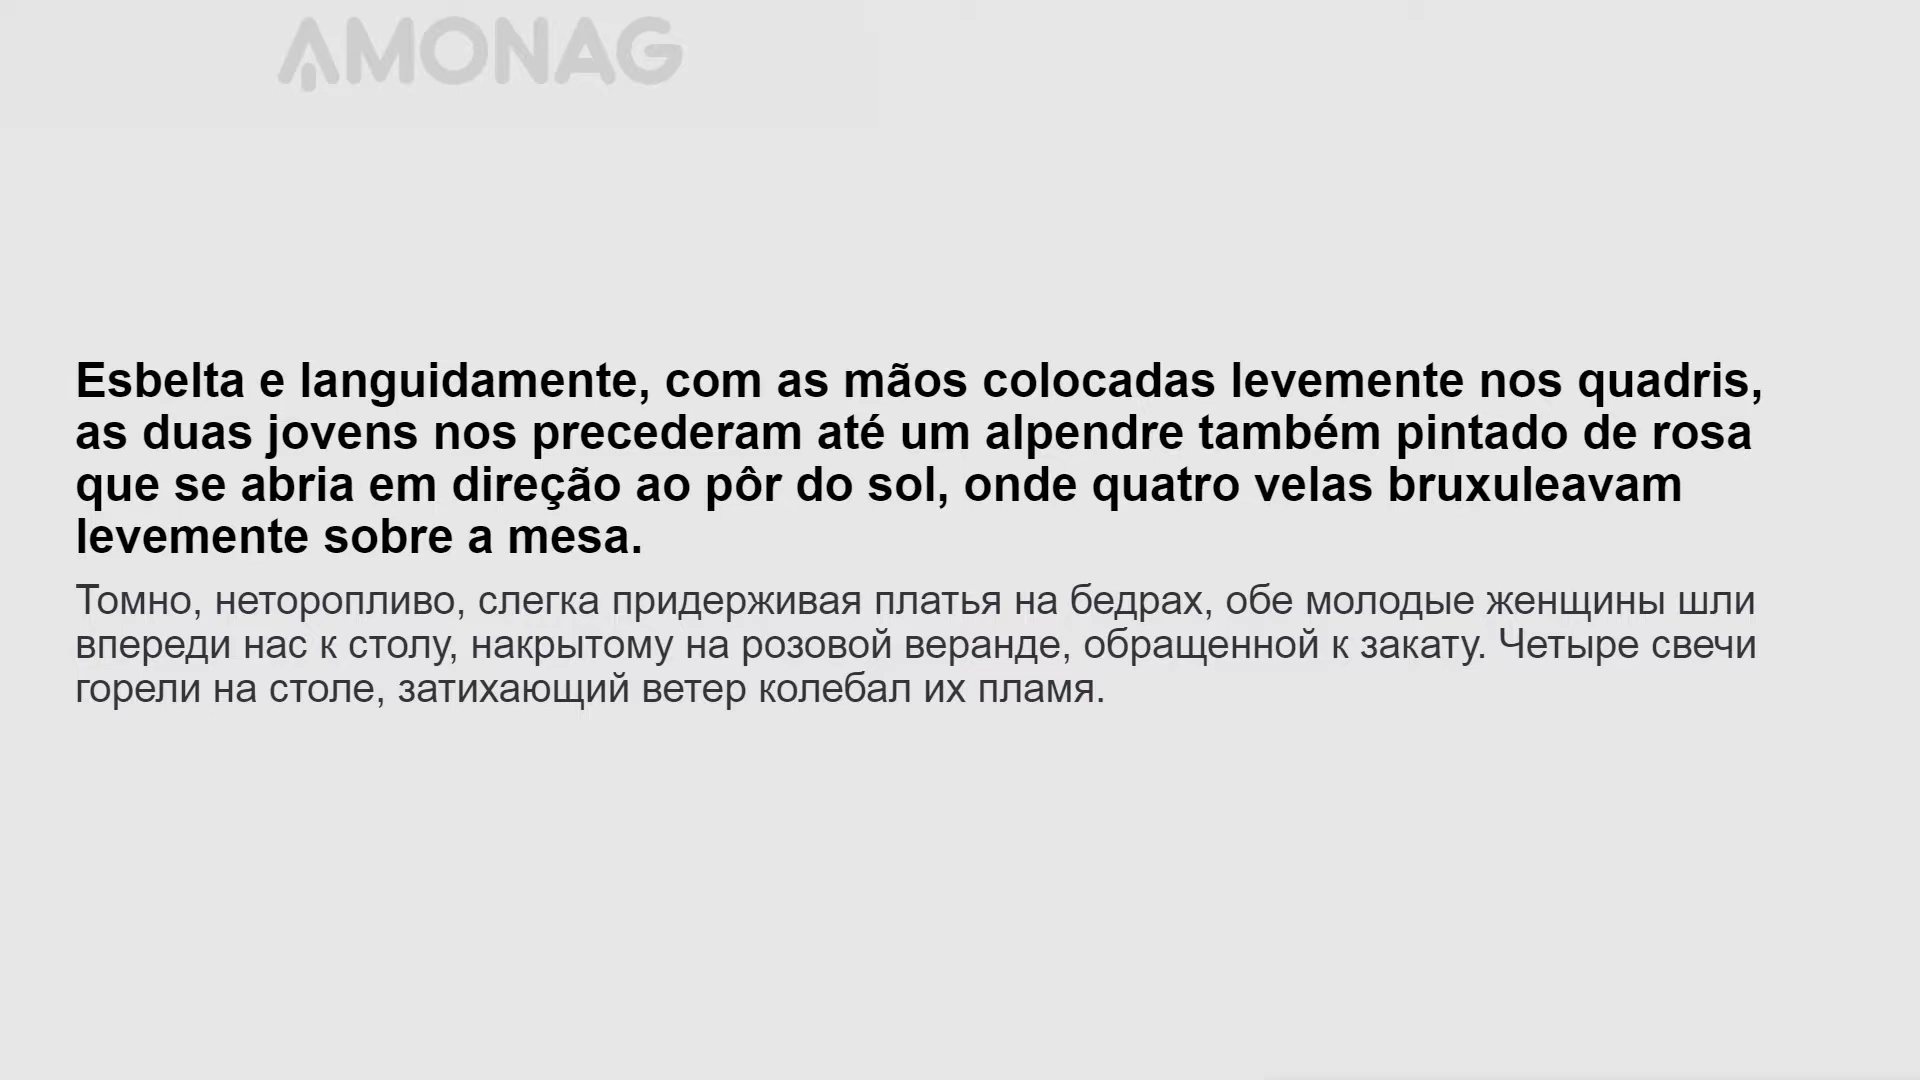 AMONAG
Esbelta e languidamente, com as mãos colocadas levemente nos quadris,
as duas jovens nos precederam até um alpendre também pintado de rosa
que se abria em direção ao pôr do sol, onde quatro velas bruxuleavam
levemente sobre a mesa.
Томно, неторопливо, слегка придерживая платья на бедрах, обе молодые женщины шли
впереди нас к столу, накрытому на розовой веранде, обращенной к закату. Четыре свечи
горели на столе, затихающий ветер колебал их пламя.